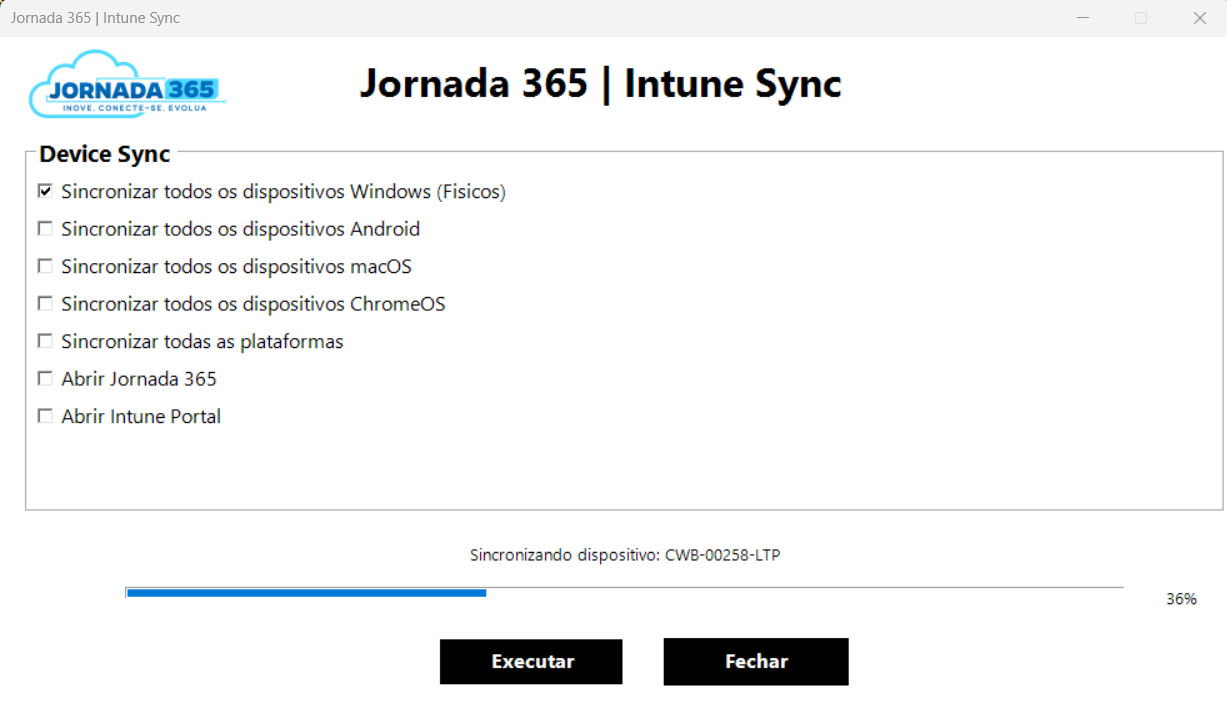 Jornada 365 | Intune Sync
JORNADA 365
INOVE, CONECTE-SE, EVOLUA
Jornada 365 | Intune Sync
Device Sync
Sincronizar todos os dispositivos Windows (Fisicos)
Sincronizar todos os dispositivos Android
Sincronizar todos os dispositivos macOS
Sincronizar todos os dispositivos ChromeOS
Sincronizar todas as plataformas
Abrir Jornada 365
Abrir Intune Portal
Sincronizando dispositivo: CWB-00258-LTP
36%
Executar
Fechar